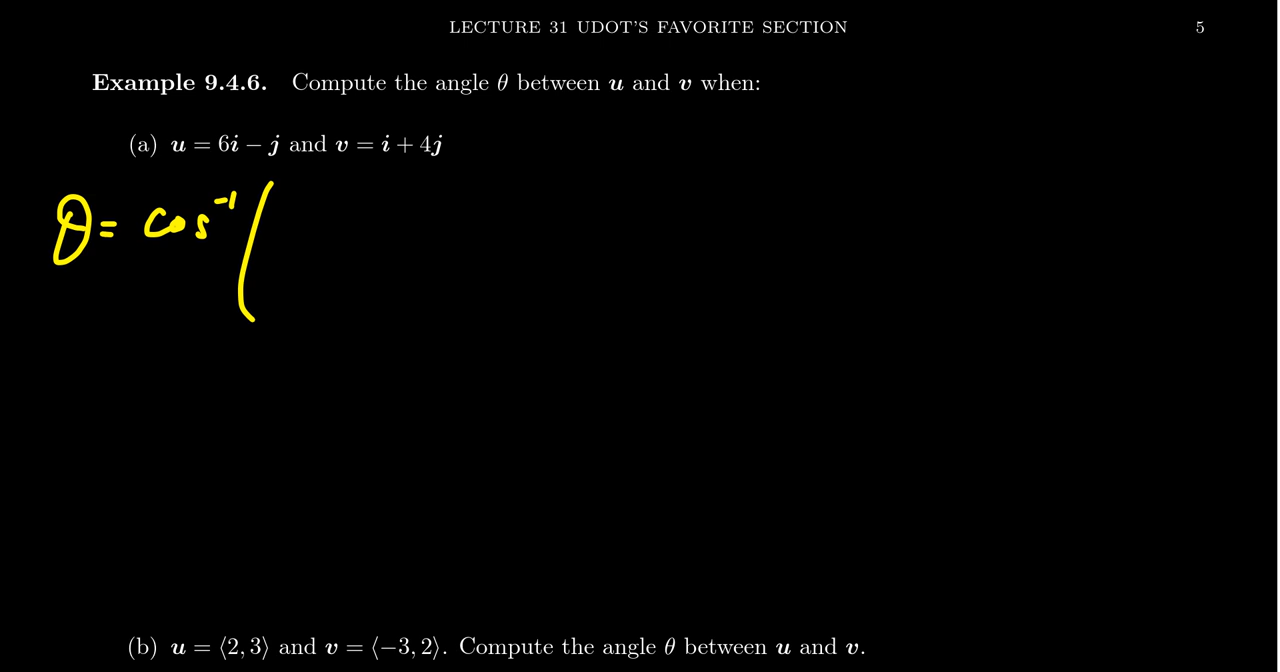 LECTURE 31 UDOT'S FAVORITE SECTION 5
Example 9.4.6. Compute the angle θ between u and v when:
(a) u = 6i − j and v = i + 4j
θ = cos⁻¹(
(b) u = ⟨2, 3⟩ and v = ⟨−3, 2⟩. Compute the angle θ between u and v.